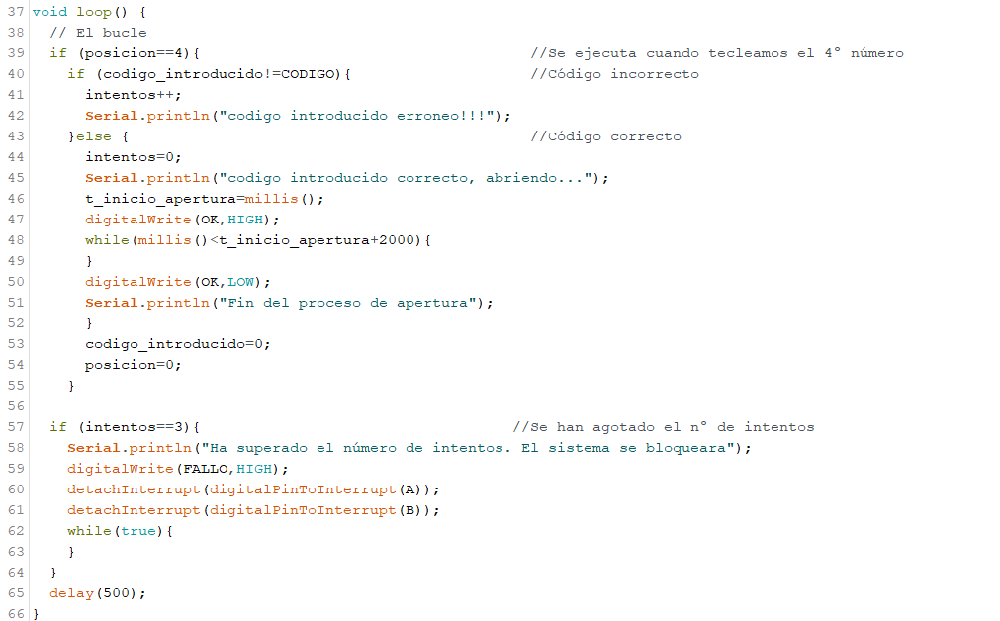 37 void loop() {
38   // El bucle
39   if (posicion==4){                                     //Se ejecuta cuando tecleamos el 4º número
40     if (codigo_introducido!=CODIGO){                    //Código incorrecto
41       intentos++;
42       Serial.println("codigo introducido erroneo!!!");
43     }else {                                             //Código correcto
44       intentos=0;
45       Serial.println("codigo introducido correcto, abriendo...");
46       t_inicio_apertura=millis();
47       digitalWrite(OK,HIGH);
48       while(millis()<t_inicio_apertura+2000){
49       }
50       digitalWrite(OK,LOW);
51       Serial.println("Fin del proceso de apertura");
52       }
53       codigo_introducido=0;
54       posicion=0;
55     }
56
57   if (intentos==3){                                   //Se han agotado el nº de intentos
58     Serial.println("Ha superado el número de intentos. El sistema se bloqueara");
59     digitalWrite(FALLO,HIGH);
60     detachInterrupt(digitalPinToInterrupt(A));
61     detachInterrupt(digitalPinToInterrupt(B));
62     while(true){
63     }
64   }
65   delay(500);
66 }